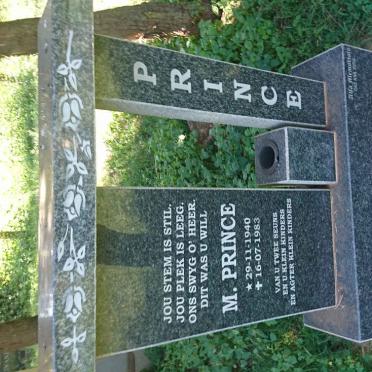 PRINCE
JOU STEM IS STIL.
JOU PLEK IS LEEG.
ONS SWYG O' HEER.
DIT WAS U WILL
M. PRINCE
★ 29-11-1940
✝ 16-07-1983
VAN U TWEE SEUNS.
EN U KLEIN KINDERS
EN AGTER KLEIN KINDERS